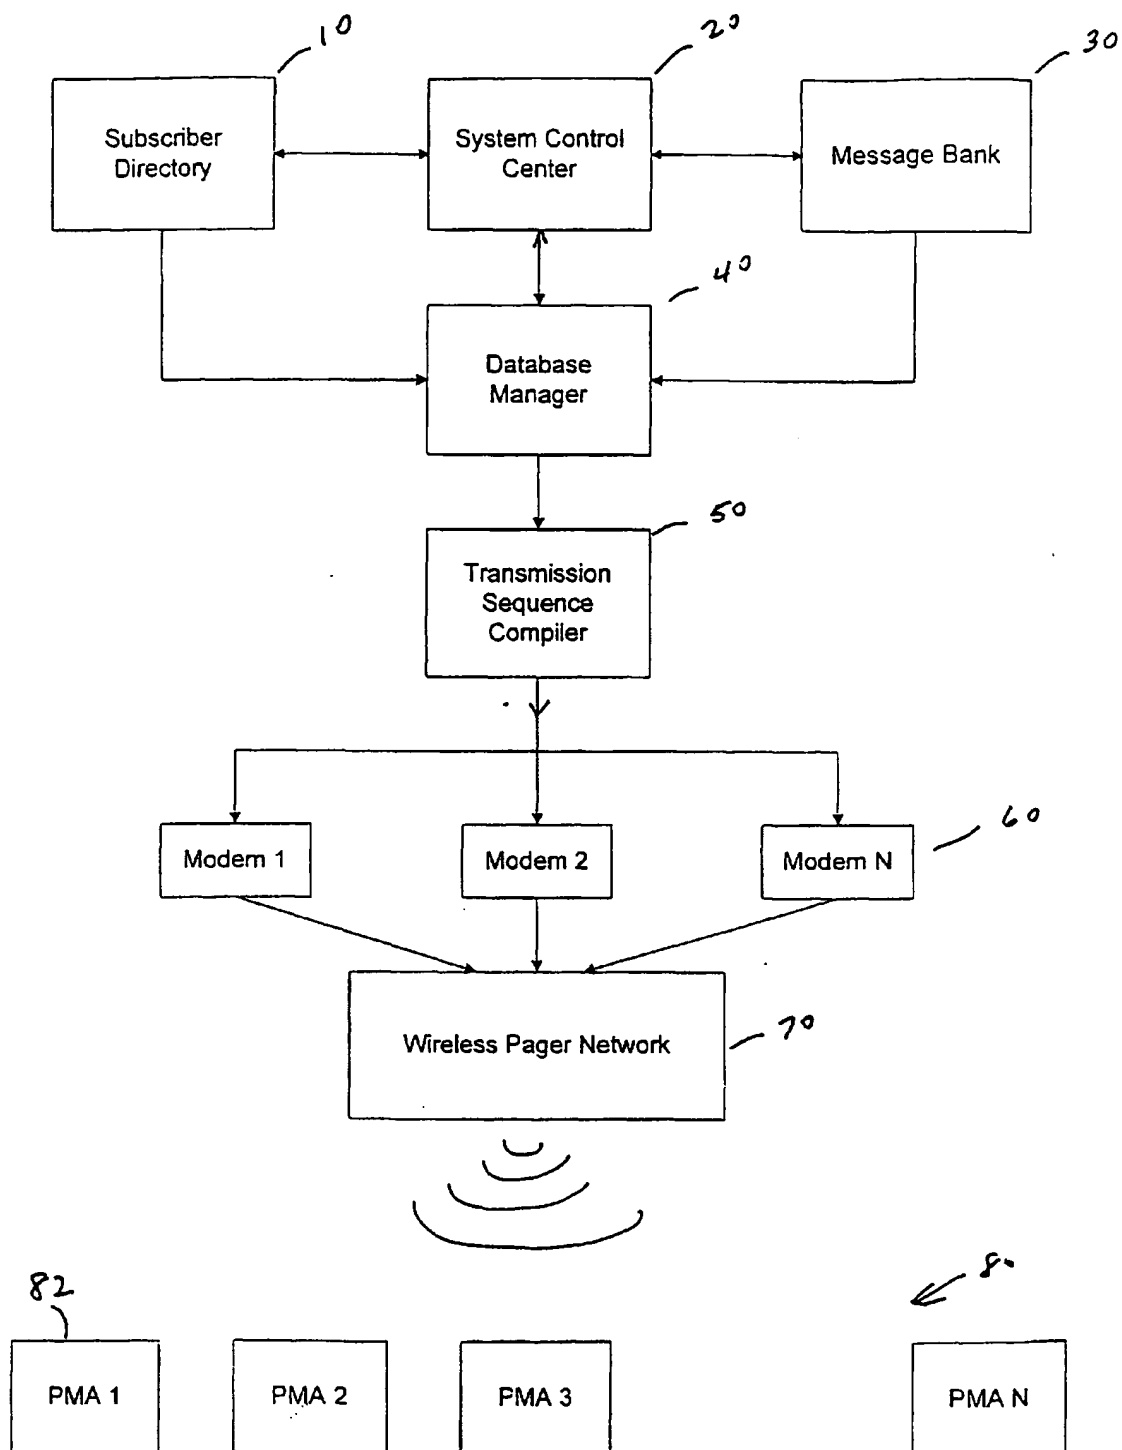 10
20
30
Subscriber
Directory
System Control
Center
Message Bank
40
Database
Manager
50
Transmission
Sequence
Compiler
60
Modem 1
Modem 2
Modem N
Wireless Pager Network
70
80
82
PMA 1
PMA 2
PMA 3
PMA N